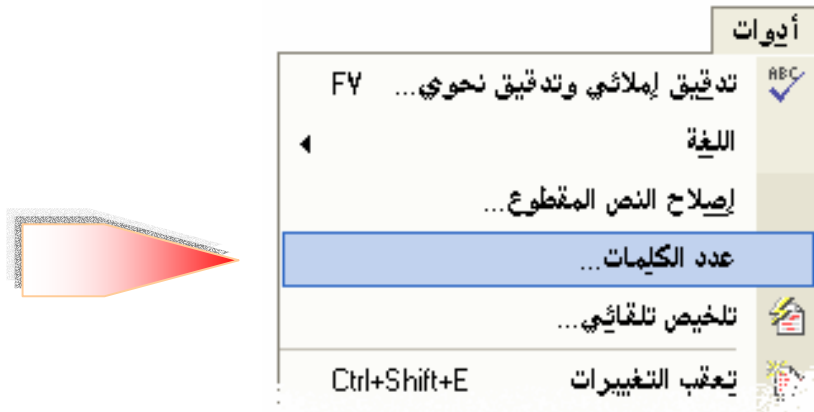 أدوات
تدقيق إملائي وتدقيق نحوي... F7
اللغة
إصلاح النص المقطوع...
عدد الكلمات...
تلخيص تلقائي...
تعقب التغييرات Ctrl+Shift+E